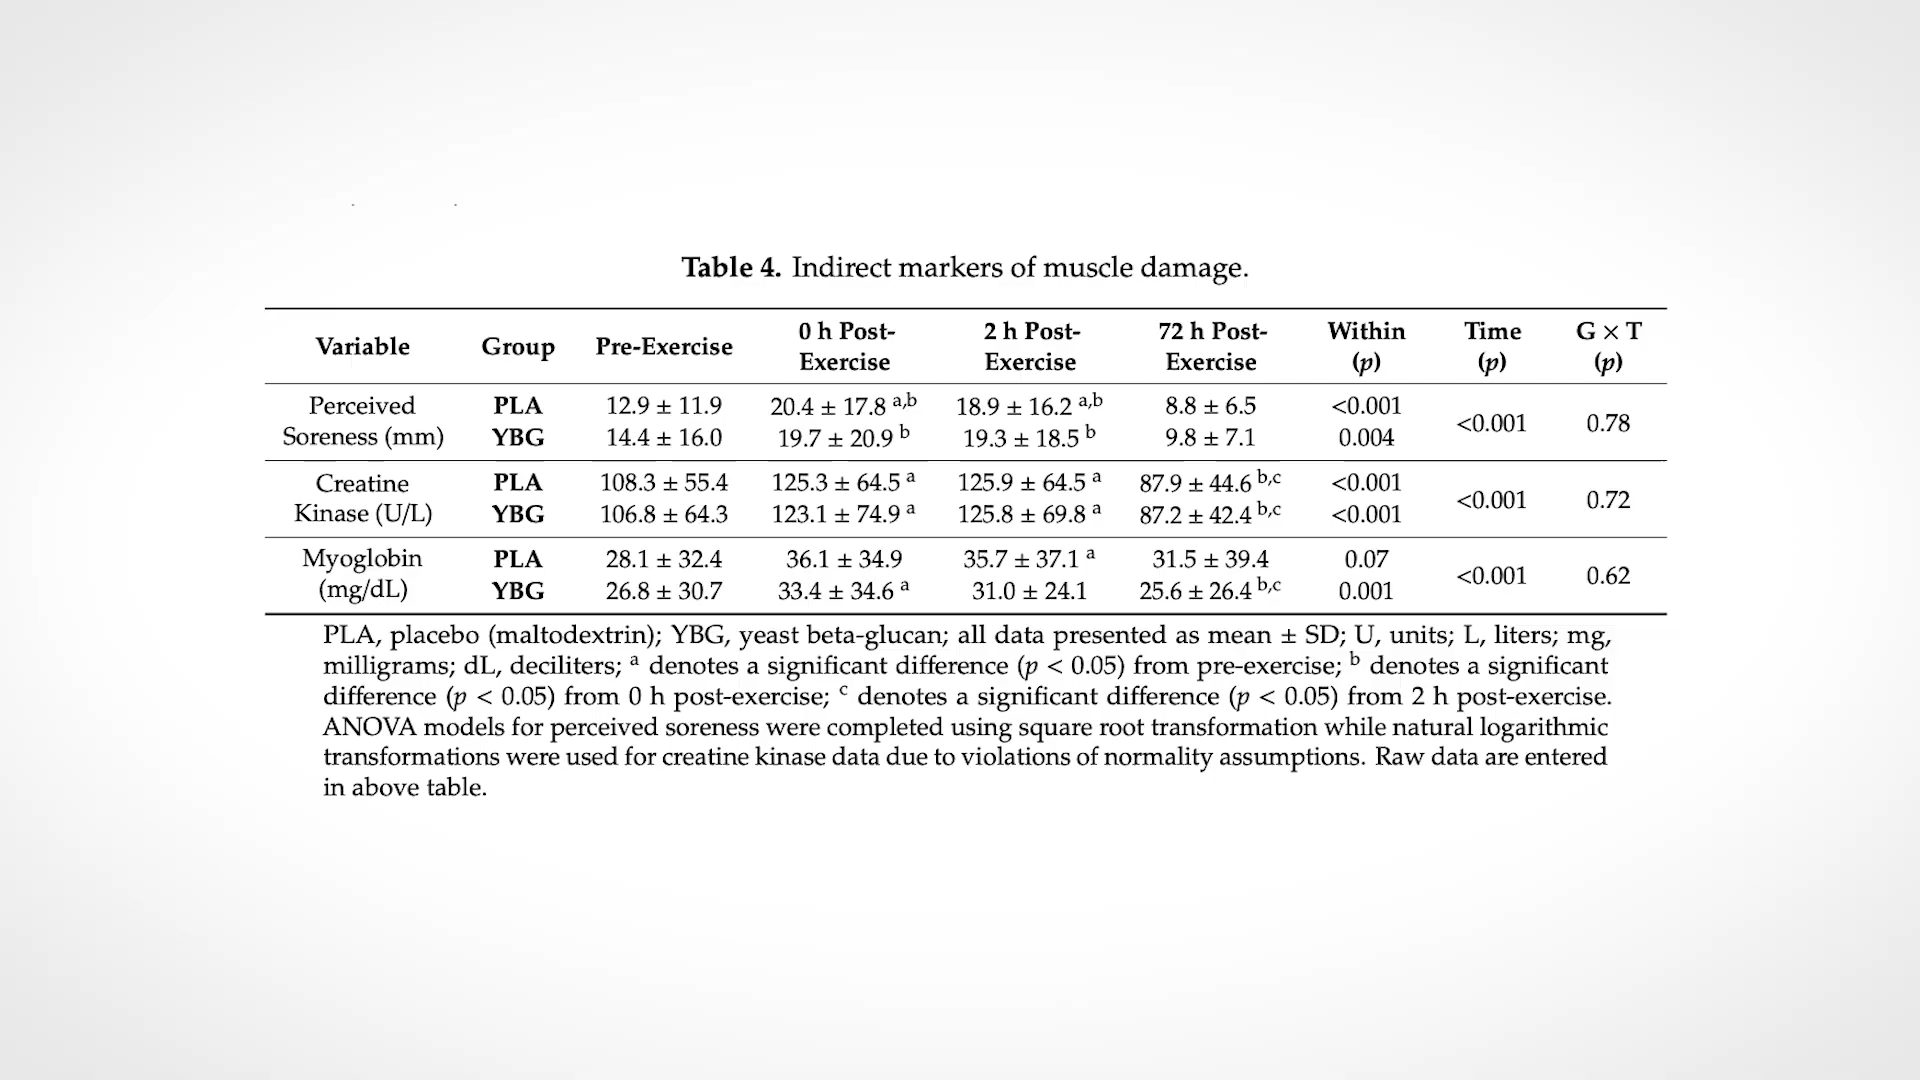 Table 4. Indirect markers of muscle damage.
Variable Group Pre-Exercise 0 h Post-Exercise 2 h Post-Exercise 72 h Post-Exercise Within (p) Time (p) G × T (p)
Perceived Soreness (mm) PLA 12.9 ± 11.9 20.4 ± 17.8 a,b 18.9 ± 16.2 a,b 8.8 ± 6.5 <0.001 <0.001 0.78
YBG 14.4 ± 16.0 19.7 ± 20.9 b 19.3 ± 18.5 b 9.8 ± 7.1 0.004
Creatine Kinase (U/L) PLA 108.3 ± 55.4 125.3 ± 64.5 a 125.9 ± 64.5 a 87.9 ± 44.6 b,c <0.001 <0.001 0.72
YBG 106.8 ± 64.3 123.1 ± 74.9 a 125.8 ± 69.8 a 87.2 ± 42.4 b,c <0.001
Myoglobin (mg/dL) PLA 28.1 ± 32.4 36.1 ± 34.9 35.7 ± 37.1 a 31.5 ± 39.4 0.07 <0.001 0.62
YBG 26.8 ± 30.7 33.4 ± 34.6 a 31.0 ± 24.1 25.6 ± 26.4 b,c 0.001
PLA, placebo (maltodextrin); YBG, yeast beta-glucan; all data presented as mean ± SD; U, units; L, liters; mg,
milligrams; dL, deciliters; a denotes a significant difference (p < 0.05) from pre-exercise; b denotes a significant
difference (p < 0.05) from 0 h post-exercise; c denotes a significant difference (p < 0.05) from 2 h post-exercise.
ANOVA models for perceived soreness were completed using square root transformation while natural logarithmic
transformations were used for creatine kinase data due to violations of normality assumptions. Raw data are entered
in above table.